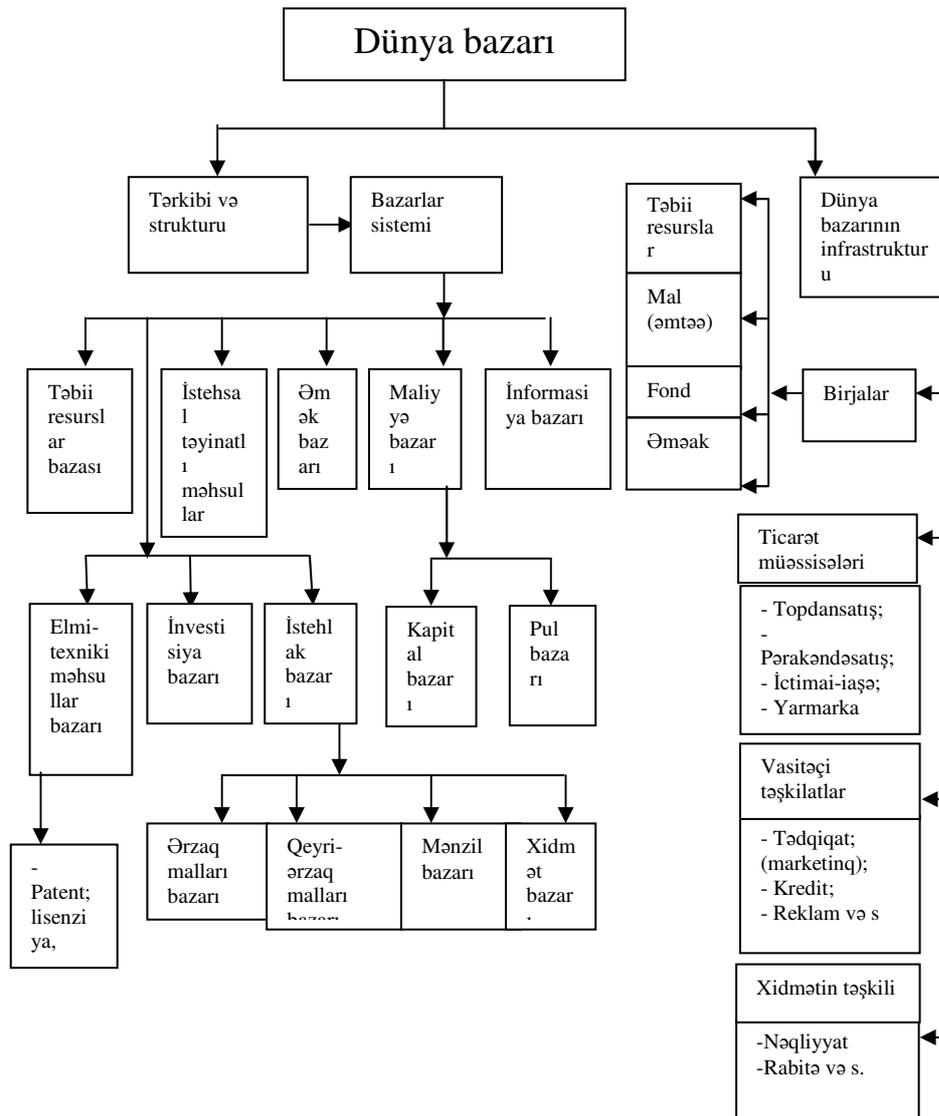 Dünya bazarı
Tərkibi və
strukturu
Bazarlar
sistemi
Təbii
resurslar
r
Mal
(əmtəə)
Fond
Əməak
Dünya
bazarının
infrastruktur
u
Birjalar
Təbii
resursl
ar
bazası
İstehsa
l
təyinatl
ı
məhsul
lar
Əm
ək
baz
arı
Maliy
yə
bazar
ı
İnformasi
ya bazarı
Elmi-
texniki
məhsu
llar
bazarı
İnvesti
siya
bazarı
İstehl
ak
bazar
ı
Kapit
al
bazar
ı
Pul
baza
rı
Ticarət
müəssisələri
- Topdansatış;
-
Pərakəndəsatış;
- İctimai-iaşə;
- Yarmarka
Vasitəçi
təşkilatlar
- Tədqiqat;
(marketinq);
- Kredit;
- Reklam və s
Xidmətin təşkili
-Nəqliyyat
-Rabitə və s.
-
Patent;
lisenzi
ya,
Ərzaq
malları
bazarı
Qeyri-
ərzaq
malları
bazarı
Mənzil
bazarı
Xidm
ət
bazar
ı